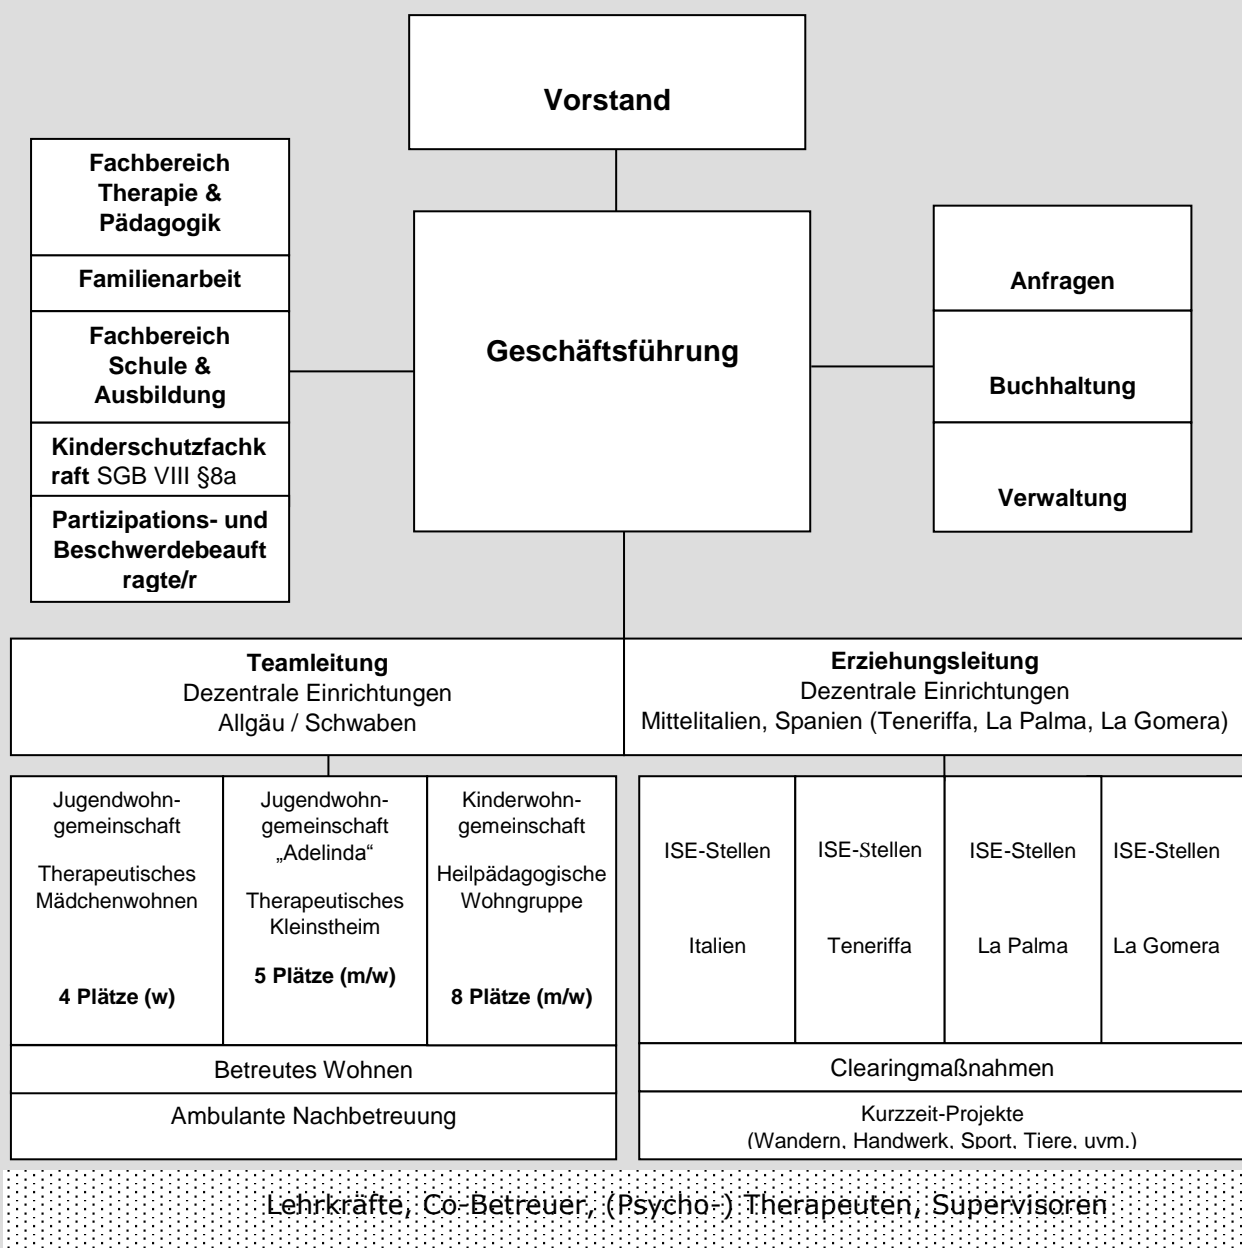 Vorstand
Fachbereich
Therapie &
Pädagogik
Familienarbeit
Fachbereich
Schule &
Ausbildung
Kinderschutzfachk
raft SGB VIII §8a
Partizipations- und
Beschwerdebeauft
ragte/r
Geschäftsführung
Anfragen
Buchhaltung
Verwaltung
Teamleitung
Dezentrale Einrichtungen
Allgäu / Schwaben
Erziehungsleitung
Dezentrale Einrichtungen
Mittelitalien, Spanien (Teneriffa, La Palma, La Gomera)
Jugendwohn-
gemeinschaft
Therapeutisches
Mädchenwohnen
4 Plätze (w)
Jugendwohn-
gemeinschaft
„Adelinda“
Therapeutisches
Kleinstheim
5 Plätze (m/w)
Kinderwohn-
gemeinschaft
Heilpädagogische
Wohngruppe
8 Plätze (m/w)
ISE-Stellen
Italien
ISE-Stellen
Teneriffa
ISE-Stellen
La Palma
ISE-Stellen
La Gomera
Betreutes Wohnen
Ambulante Nachbetreuung
Clearingmaßnahmen
Kurzzeit-Projekte
(Wandern, Handwerk, Sport, Tiere, uvm.)
Lehrkräfte, Co-Betreuer, (Psycho-) Therapeuten, Supervisoren